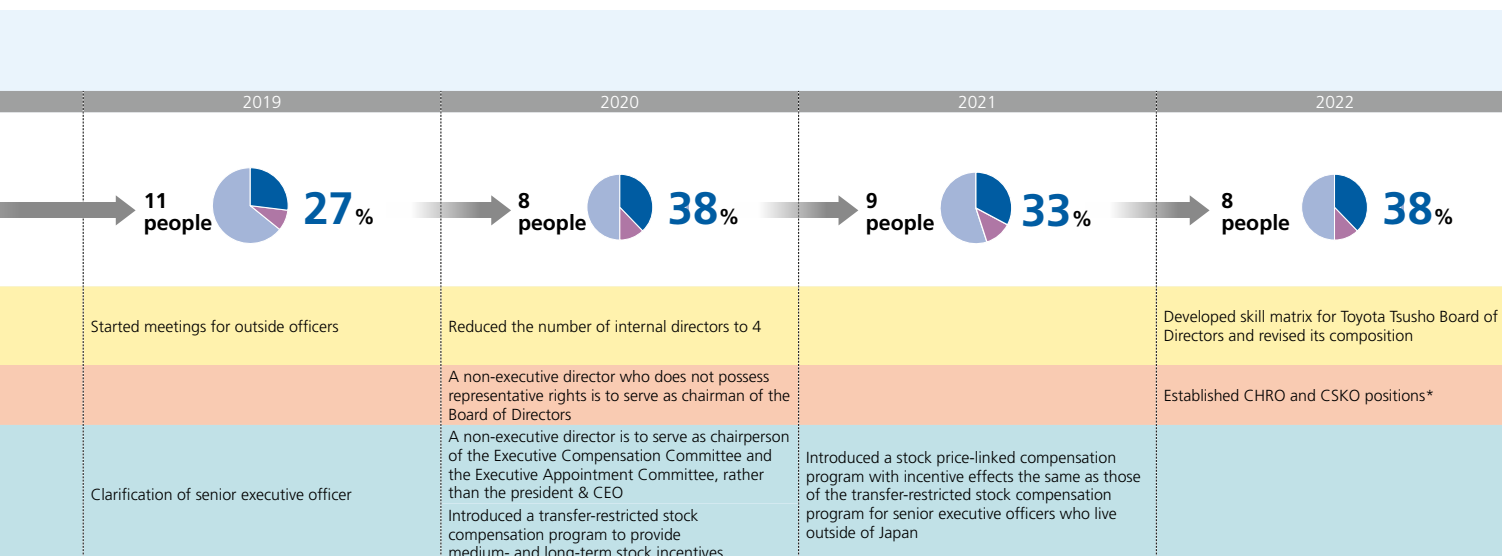 2019
2020
2021
2022
11
people
27%
8
people
38%
9
people
33%
8
people
38%
Started meetings for outside officers
Reduced the number of internal directors to 4
Developed skill matrix for Toyota Tsusho Board of
Directors and revised its composition
A non-executive director who does not possess
representative rights is to serve as chairman of the
Board of Directors
Established CHRO and CSKO positions*
Clarification of senior executive officer
A non-executive director is to serve as chairperson
of the Executive Compensation Committee and
the Executive Appointment Committee, rather
than the president & CEO
Introduced a transfer-restricted stock
compensation program to provide
medium- and long-term stock incentives
Introduced a stock price-linked compensation
program with incentive effects the same as those
of the transfer-restricted stock compensation
program for senior executive officers who live
outside of Japan